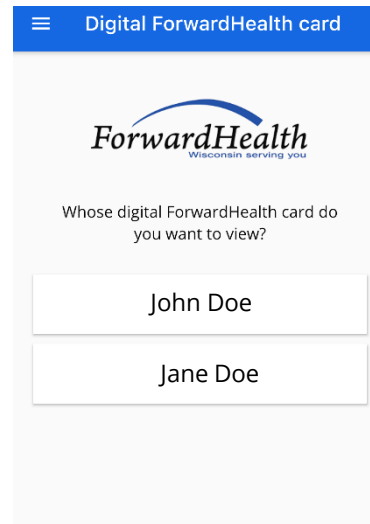 Digital ForwardHealth card
ForwardHealth
Wisconsin serving you
Whose digital ForwardHealth card do
you want to view?
John Doe
Jane Doe